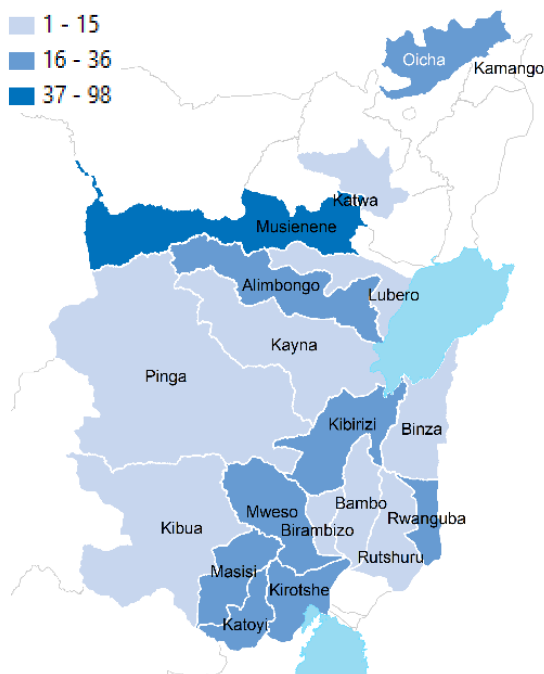 1 - 15
16 - 36
37 - 98
Oicha
Kamango
Katwa
Musienene
Alimbongo
Lubero
Kayna
Pinga
Kibirizi
Binza
Bambo
Mweso
Rwanguba
Kibua
Birambizo
Rutshuru
Masisi
Kirotshe
Katoyi